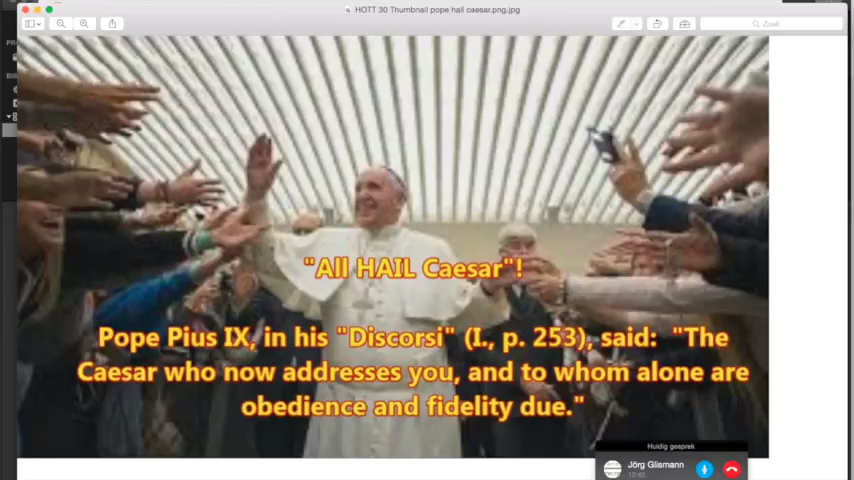 HOTT 30 Thumbnail pope hail caesar.png.jpg
Zoek
"All HAIL Caesar"!
Pope Pius IX, in his "Discorsi" (I., p. 253), said: "The
Caesar who now addresses you, and to whom alone are
obedience and fidelity due."
Huidig gesprek
Jörg Glismann